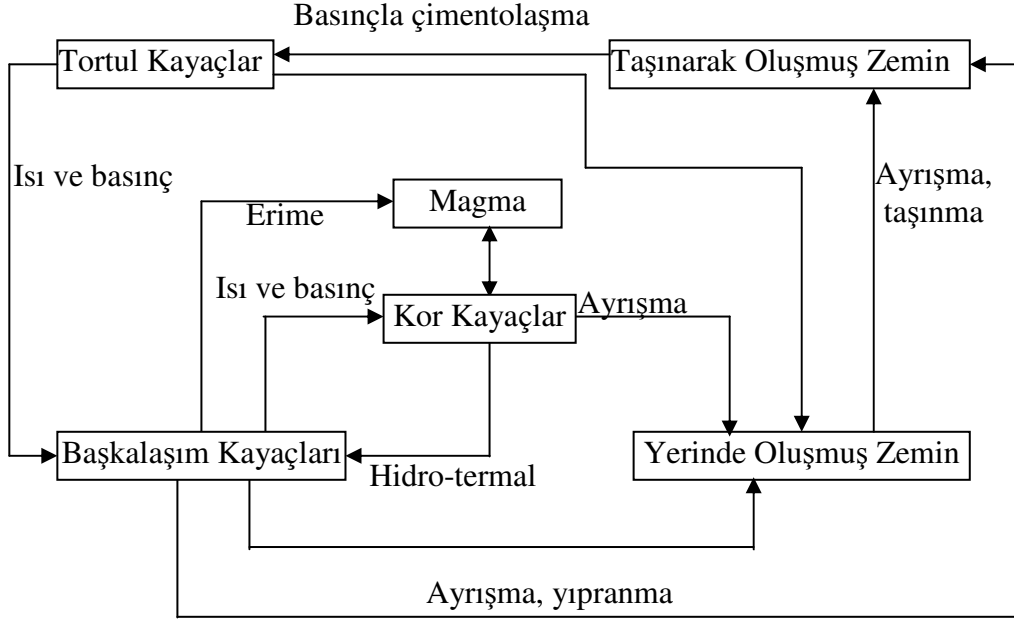 Basınçla çimentolaşma
Tortul Kayaçlar
Taşınarak Oluşmuş Zemin
Isı ve basınç
Ayrışma,
taşınma
Magma
Erime
Isı ve basınç
Kor Kayaçlar
Ayrışma
Başkalaşım Kayaçları
Yerinde Oluşmuş Zemin
Hidro-termal
Ayrışma, yıpranma